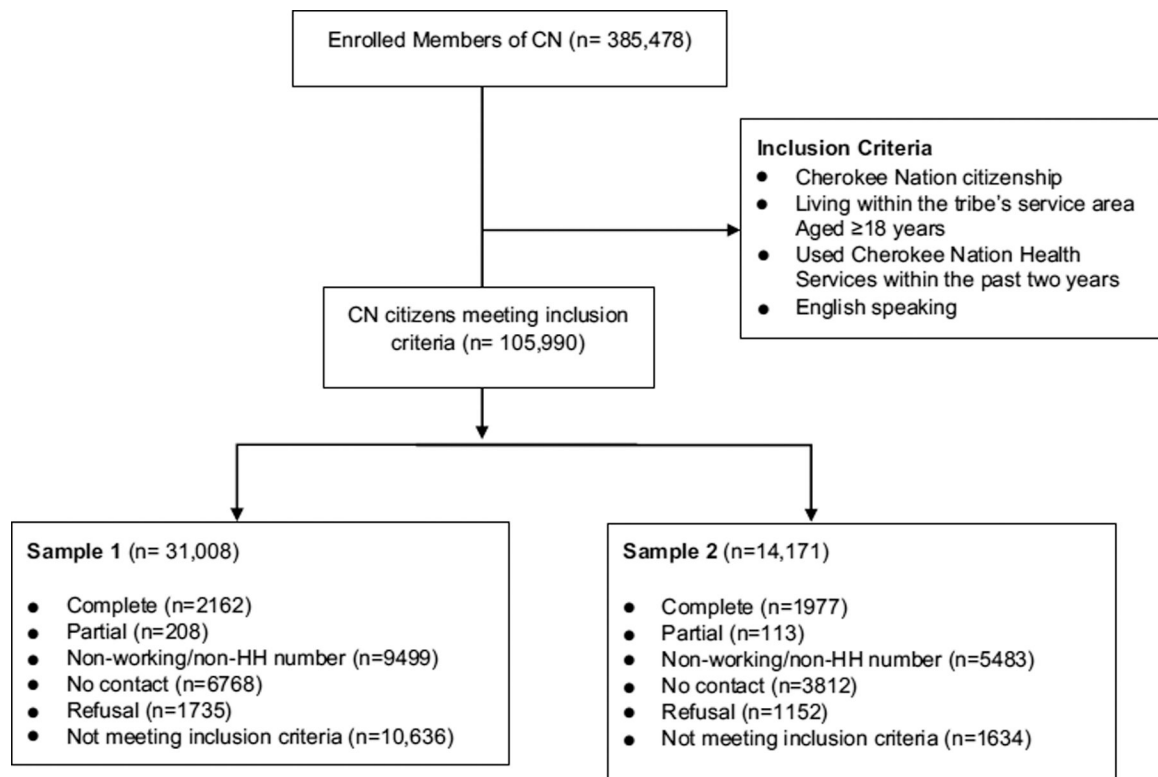 Enrolled Members of CN (n= 385,478)
Inclusion Criteria
● Cherokee Nation citizenship
● Living within the tribe's service area
Aged ≥18 years
● Used Cherokee Nation Health
Services within the past two years
● English speaking
CN citizens meeting inclusion
criteria (n= 105,990)
Sample 1 (n= 31,008)
● Complete (n=2162)
● Partial (n=208)
● Non-working/non-HH number (n=9499)
● No contact (n=6768)
● Refusal (n=1735)
● Not meeting inclusion criteria (n=10,636)
Sample 2 (n=14,171)
● Complete (n=1977)
● Partial (n=113)
● Non-working/non-HH number (n=5483)
● No contact (n=3812)
● Refusal (n=1152)
● Not meeting inclusion criteria (n=1634)